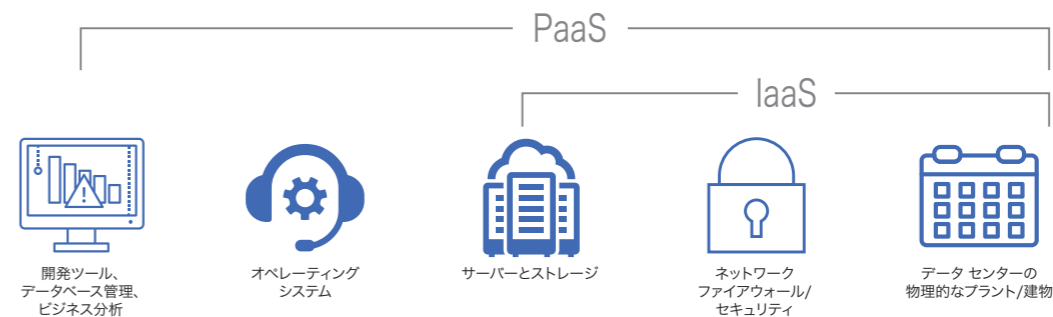 PaaS
IaaS
開発ツール、
データベース管理、
ビジネス分析
オペレーティング
システム
サーバーとストレージ
ネットワーク
ファイアウォール/
セキュリティ
データ センターの
物理的なプラント/建物